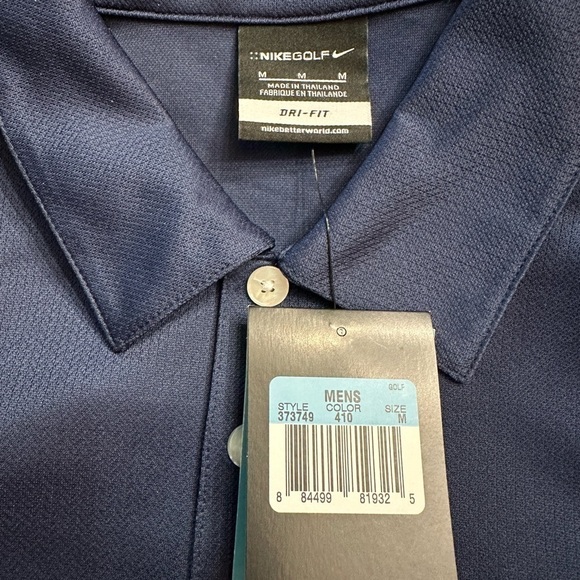 NIKEGOLF
M M M
MADE IN THAILAND
FABRIQUE EN THAILANDE
DRI-FIT
nikebetterworld.com
GOLF
MENS
STYLE COLOR SIZE
373749 410 M
8 84499 81932 5